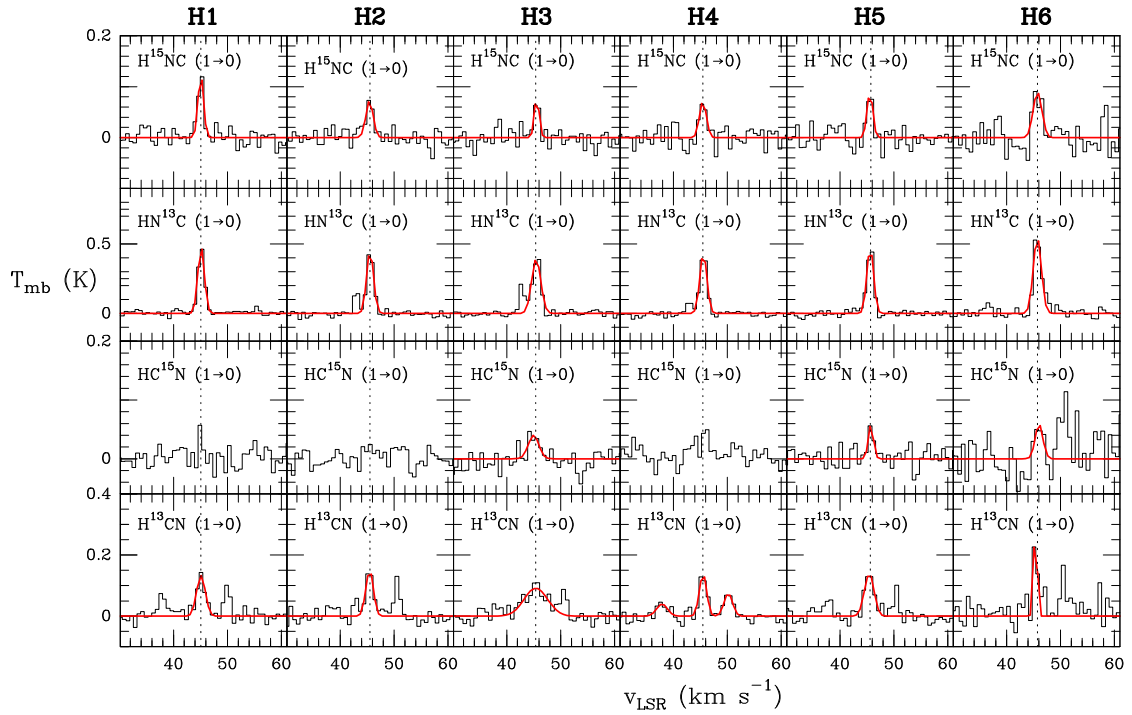 H1 H2 H3 H4 H5 H6
0.2
H¹⁵NC (1→0) H¹⁵NC (1→0) H¹⁵NC (1→0) H¹⁵NC (1→0) H¹⁵NC (1→0) H¹⁵NC (1→0)
0
HN¹³C (1→0) HN¹³C (1→0) HN¹³C (1→0) HN¹³C (1→0) HN¹³C (1→0) HN¹³C (1→0)
0.5
T_mb (K)
0
0.2
HC¹⁵N (1→0) HC¹⁵N (1→0) HC¹⁵N (1→0) HC¹⁵N (1→0) HC¹⁵N (1→0) HC¹⁵N (1→0)
0
0.4
H¹³CN (1→0) H¹³CN (1→0) H¹³CN (1→0) H¹³CN (1→0) H¹³CN (1→0) H¹³CN (1→0)
0.2
0
40 50 60 40 50 60 40 50 60 40 50 60 40 50 60 40 50 60
v_LSR (km s⁻¹)